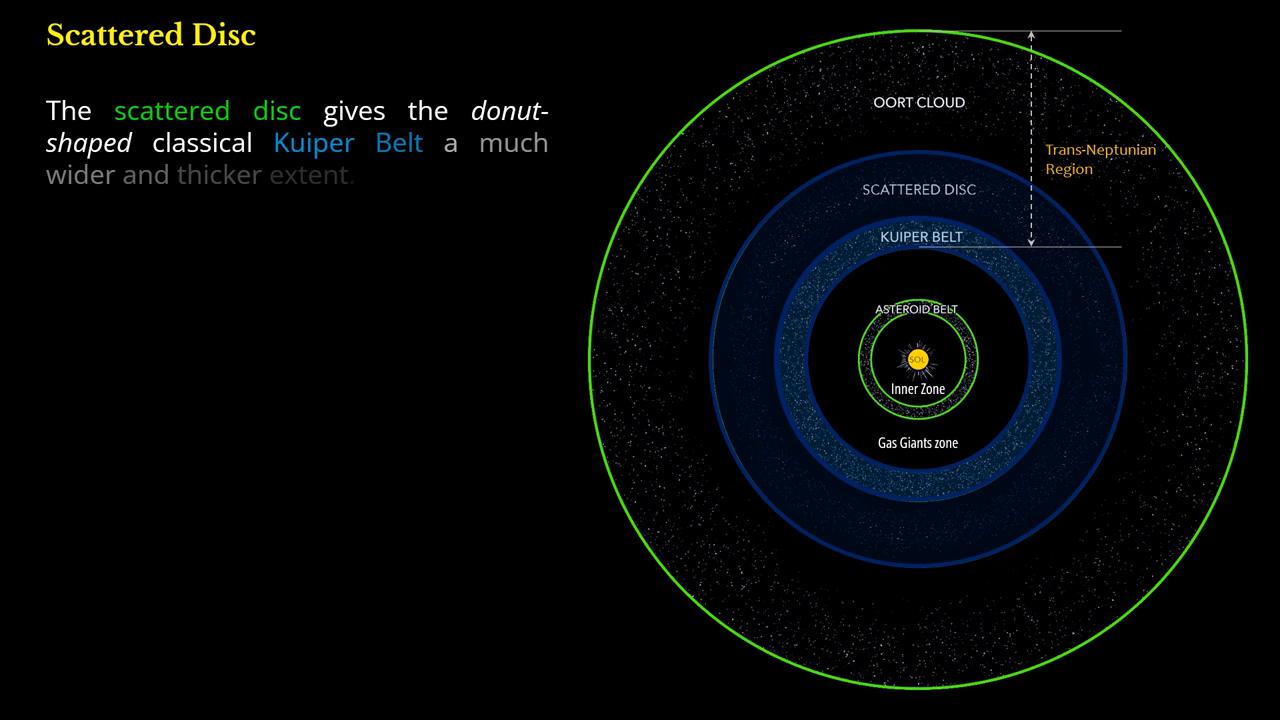 Scattered Disc
The scattered disc gives the donut-
shaped classical Kuiper Belt a much
wider and thicker extent.
OORT CLOUD
Trans-Neptunian
Region
SCATTERED DISC
KUIPER BELT
ASTEROID BELT
SOL
Inner Zone
Gas Giants zone